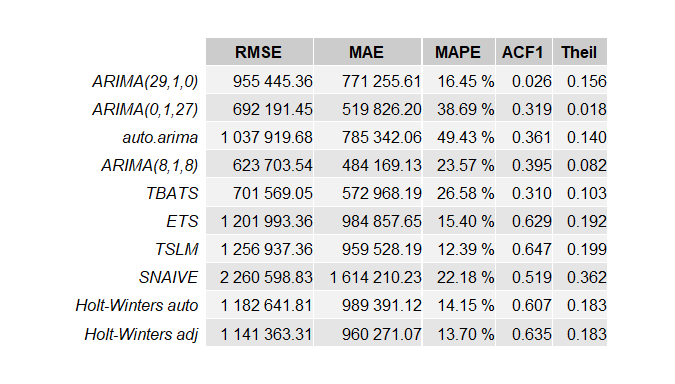 RMSE MAE MAPE ACF1 Theil
ARIMA(29,1,0) 955 445.36 771 255.61 16.45 % 0.026 0.156
ARIMA(0,1,27) 692 191.45 519 826.20 38.69 % 0.319 0.018
auto.arima 1 037 919.68 785 342.06 49.43 % 0.361 0.140
ARIMA(8,1,8) 623 703.54 484 169.13 23.57 % 0.395 0.082
TBATS 701 569.05 572 968.19 26.58 % 0.310 0.103
ETS 1 201 993.36 984 857.65 15.40 % 0.629 0.192
TSLM 1 256 937.36 959 528.19 12.39 % 0.647 0.199
SNAIVE 2 260 598.83 1 614 210.23 22.18 % 0.519 0.362
Holt-Winters auto 1 182 641.81 989 391.12 14.15 % 0.607 0.183
Holt-Winters adj 1 141 363.31 960 271.07 13.70 % 0.635 0.183